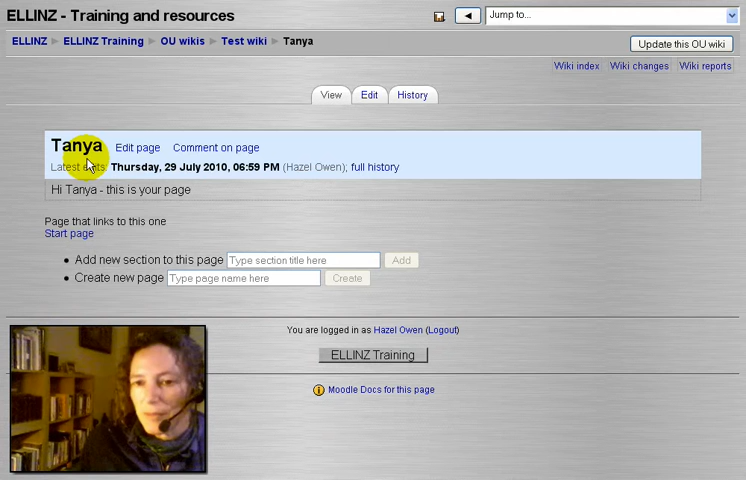 ELLINZ - Training and resources
Jump to...
ELLINZ ► ELLINZ Training ► OU wikis ► Test wiki ► Tanya
Update this OU wiki
Wiki index Wiki changes Wiki reports
View Edit History
Tanya Edit page Comment on page
Latest edits: Thursday, 29 July 2010, 06:59 PM (Hazel Owen); full history
Hi Tanya - this is your page
Page that links to this one
Start page
• Add new section to this page Type section title here Add
• Create new page Type page name here Create
You are logged in as Hazel Owen (Logout)
ELLINZ Training
Moodle Docs for this page